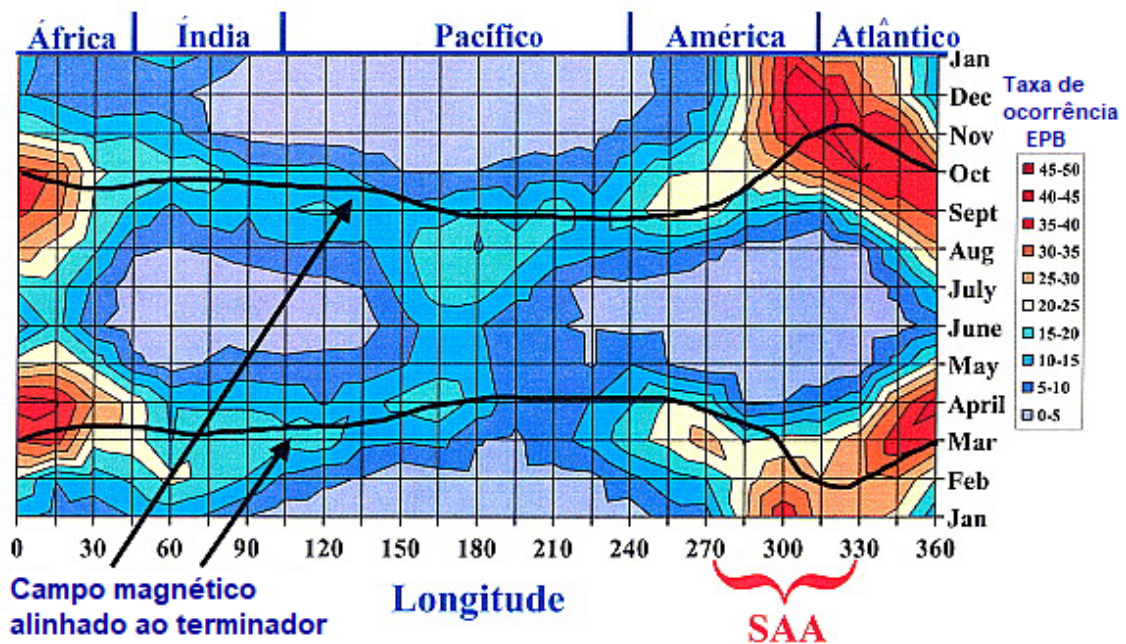 África Índia Pacífico América Atlântico
Jan
Dec
Nov
Oct
Sept
Aug
July
June
May
April
Mar
Feb
Jan
Taxa de
ocorrência
EPB
45-50
40-45
35-40
30-35
25-30
20-25
15-20
10-15
5-10
0-5
0 30 60 90 120 150 180 210 240 270 300 330 360
Campo magnético
alinhado ao terminador
Longitude
SAA